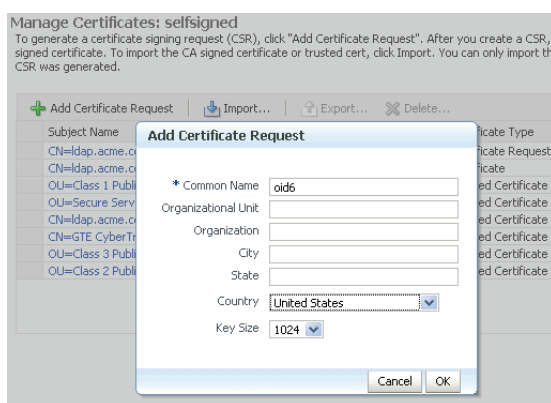 Manage Certificates: selfsigned
To generate a certificate signing request (CSR), click "Add Certificate Request". After you create a CSR,
signed certificate. To import the CA signed certificate or trusted cert, click Import. You can only import th
CSR was generated.
Add Certificate Request Import... Export... Delete...
Subject Name ficate Type
CN=ldap.acme.co ficate Request
CN=ldap.acme.co ficate
OU=Class 1 Publi ed Certificate
OU=Secure Serv ed Certificate
CN=ldap.acme.co ed Certificate
CN=GTE CyberTr ed Certificate
OU=Class 3 Publi ed Certificate
OU=Class 2 Publi ed Certificate
Add Certificate Request
* Common Name oid6
Organizational Unit
Organization
City
State
Country United States
Key Size 1024
Cancel OK